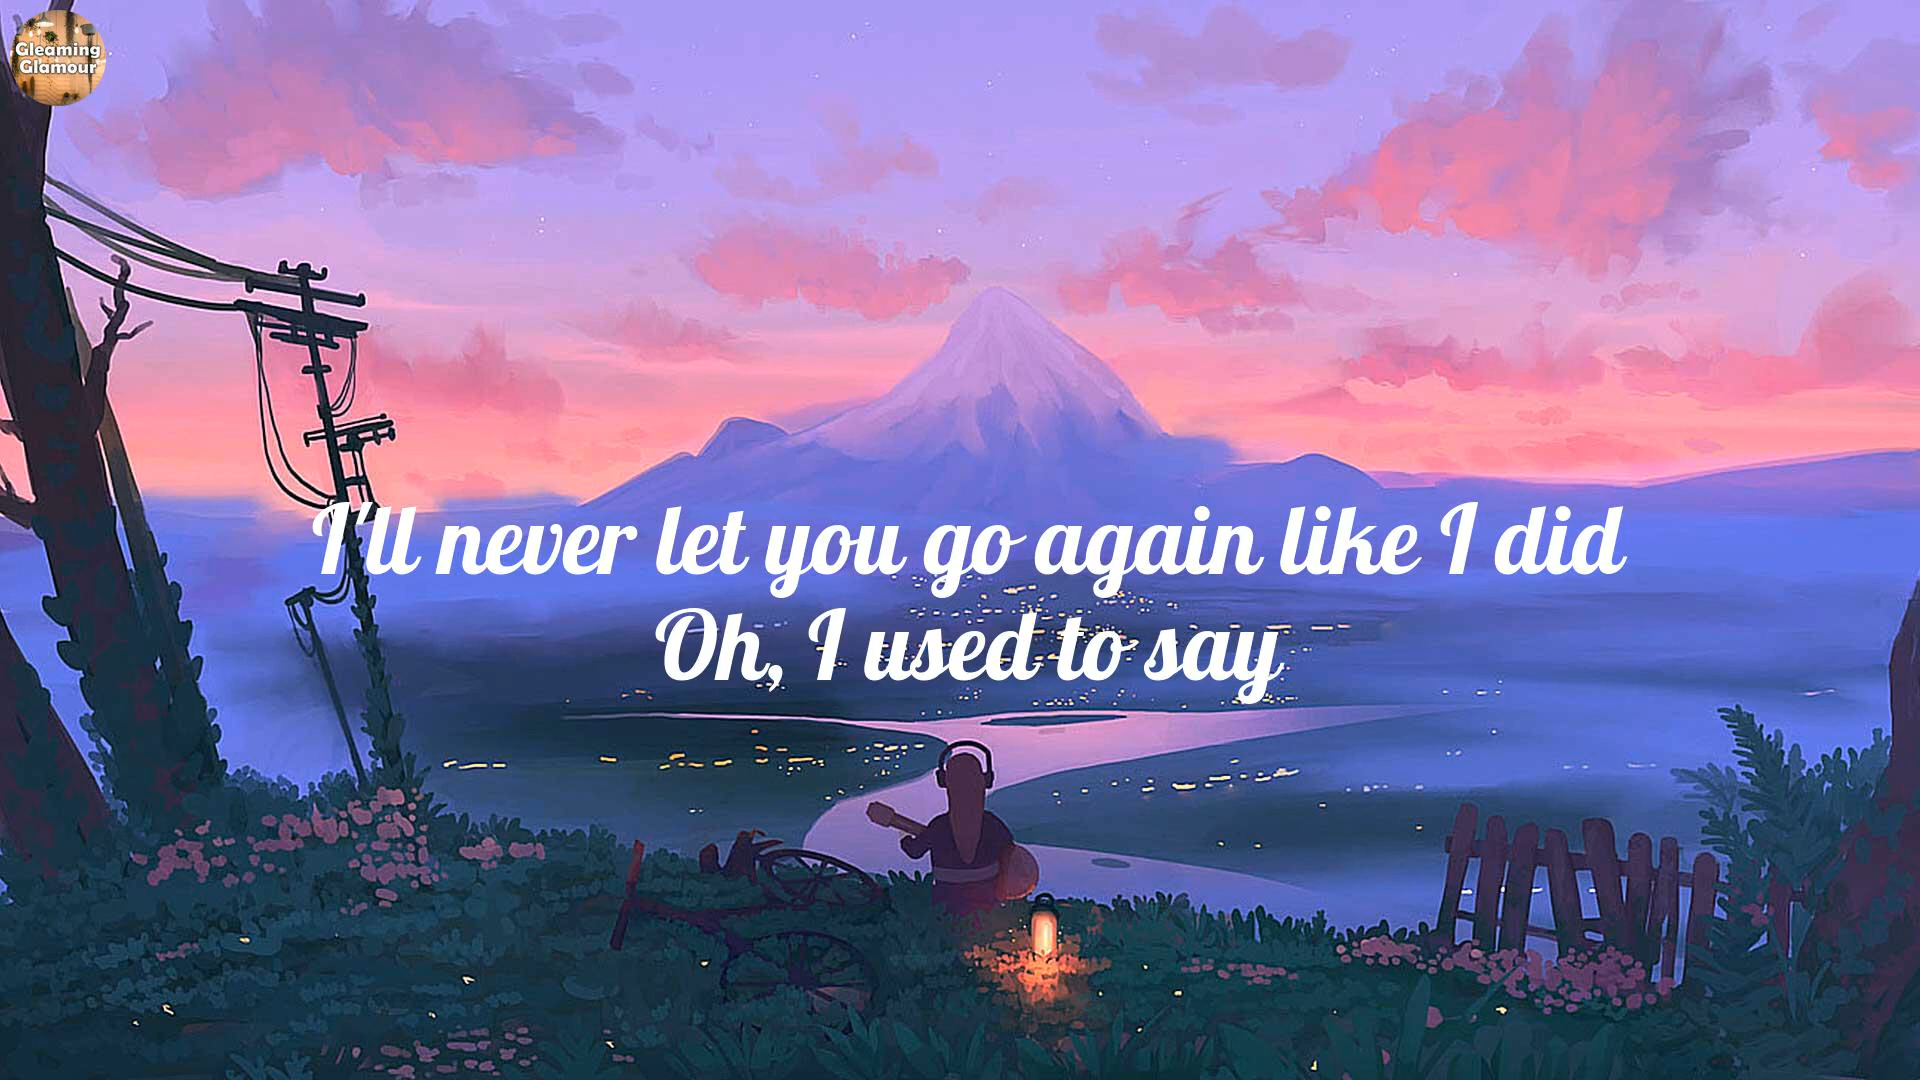 Gleaming
Glamour
I'll never let you go again like I did
Oh, I used to say